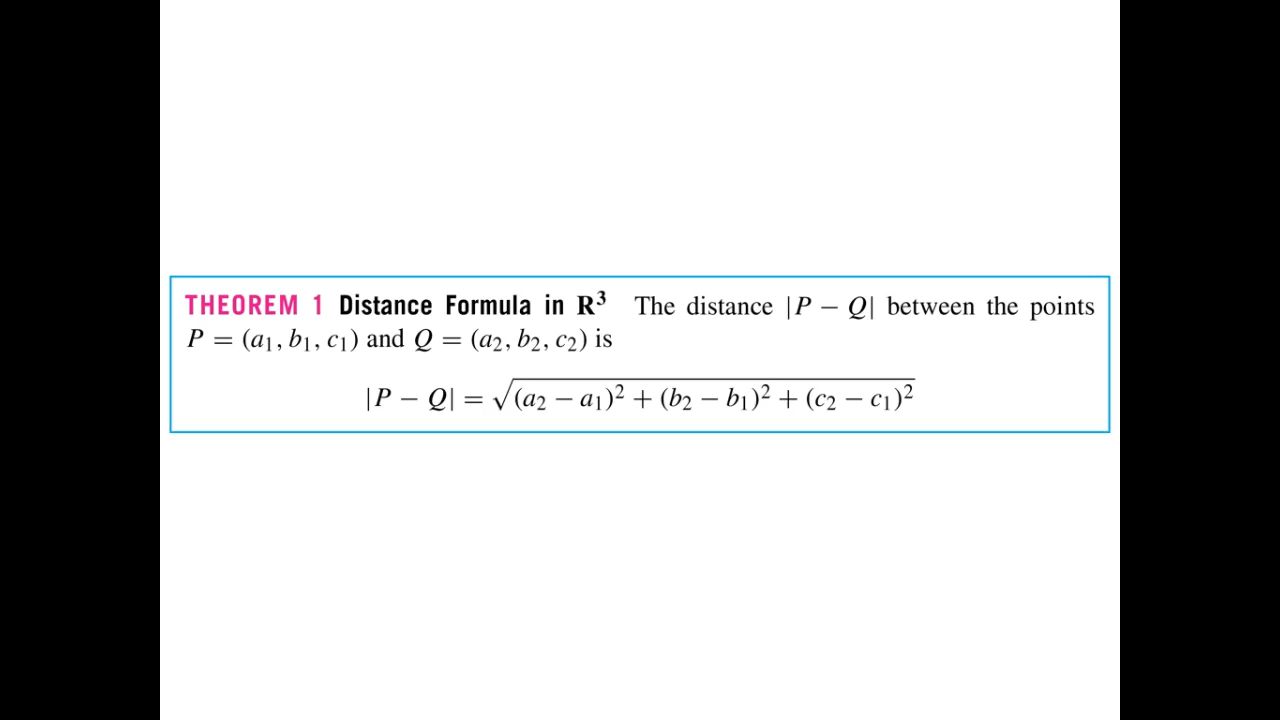 THEOREM 1 Distance Formula in R³ The distance |P − Q| between the points
P = (a₁, b₁, c₁) and Q = (a₂, b₂, c₂) is
|P − Q| = √(a₂ − a₁)² + (b₂ − b₁)² + (c₂ − c₁)²